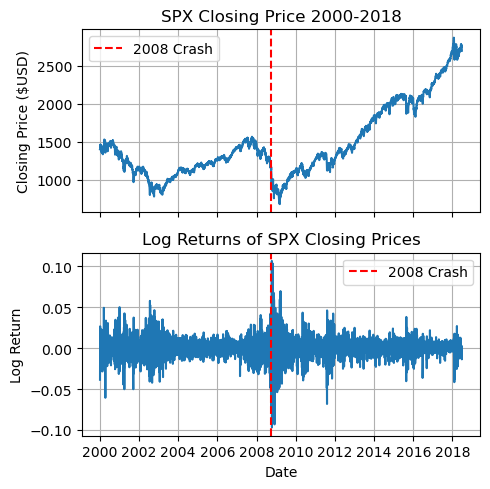 SPX Closing Price 2000-2018
Closing Price ($USD)
2500
2000
1500
1000
2008 Crash
Log Returns of SPX Closing Prices
Log Return
0.10
0.05
0.00
−0.05
−0.10
2008 Crash
2000 2002 2004 2006 2008 2010 2012 2014 2016 2018
Date